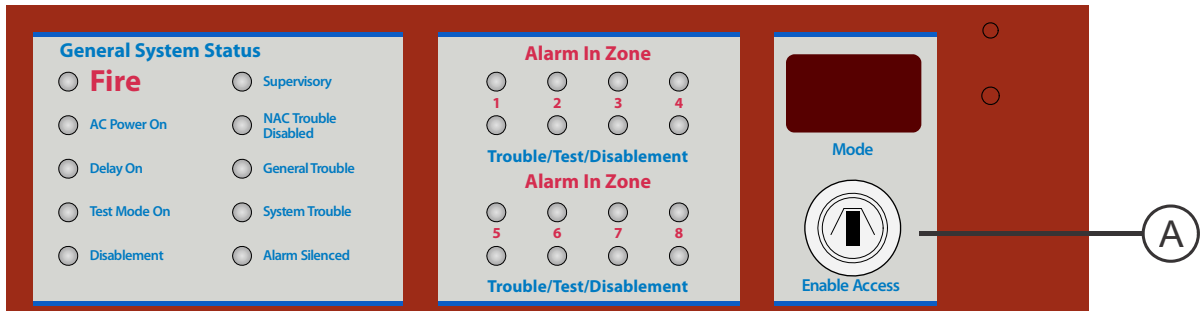 General System Status
Fire
Supervisory
AC Power On
NAC Trouble
Disabled
Delay On
General Trouble
Test Mode On
System Trouble
Disablement
Alarm Silenced
Alarm In Zone
1 2 3 4
Trouble/Test/Disablement
Alarm In Zone
5 6 7 8
Trouble/Test/Disablement
Mode
Enable Access
A